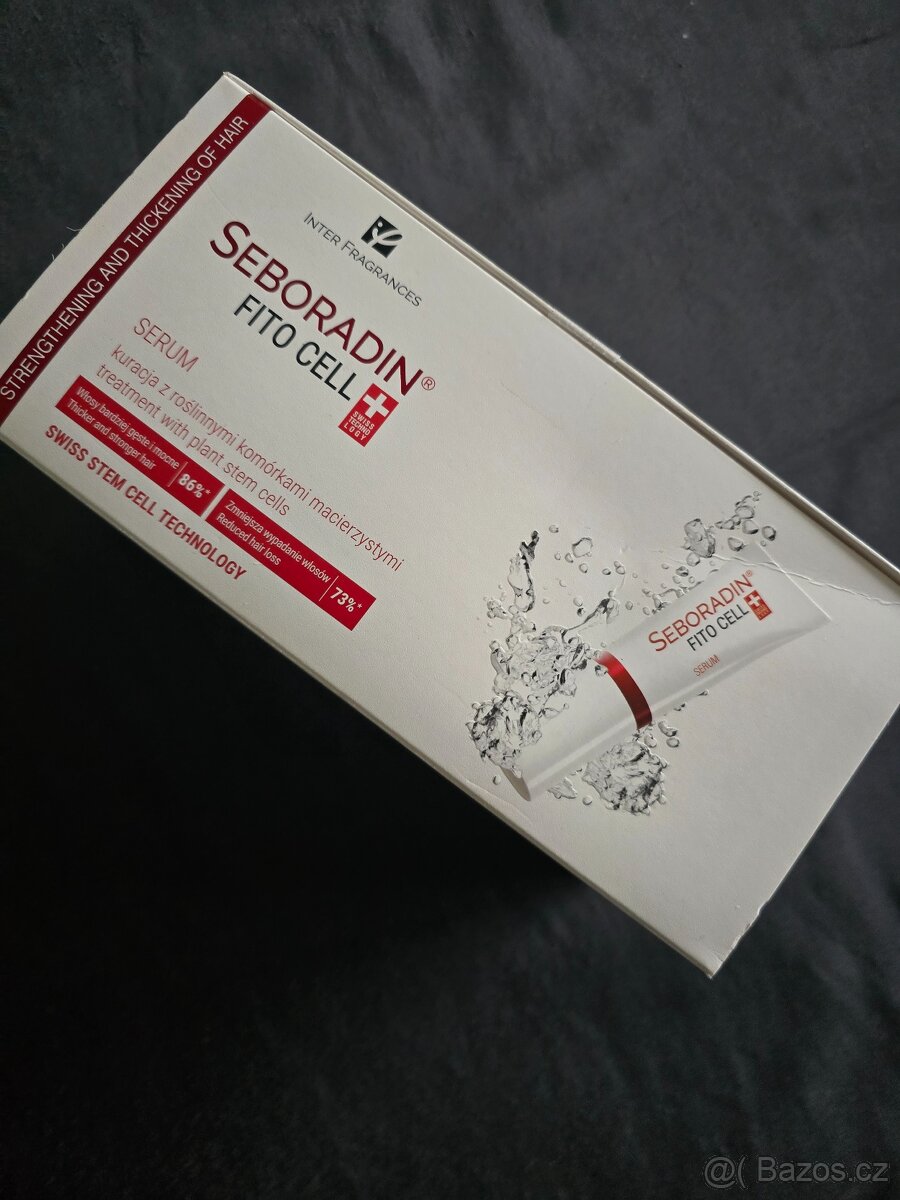 STRENGTHENING AND THICKENING OF HAIR
INTER FRAGRANCES
SEBORADIN®
FITO CELL
SWISS
TECHNO
LOGY
SERUM
kuracja z roślinnymi komórkami macierzystymi
treatment with plant stem cells
Włosy bardziej gęste i mocne
Thicker and stronger hair
86%*
Zmniejsza wypadanie włosów
Reduced hair loss
73%*
SWISS STEM CELL TECHNOLOGY
SEBORADIN®
FITO CELL
SERUM
@( Bazos.cz